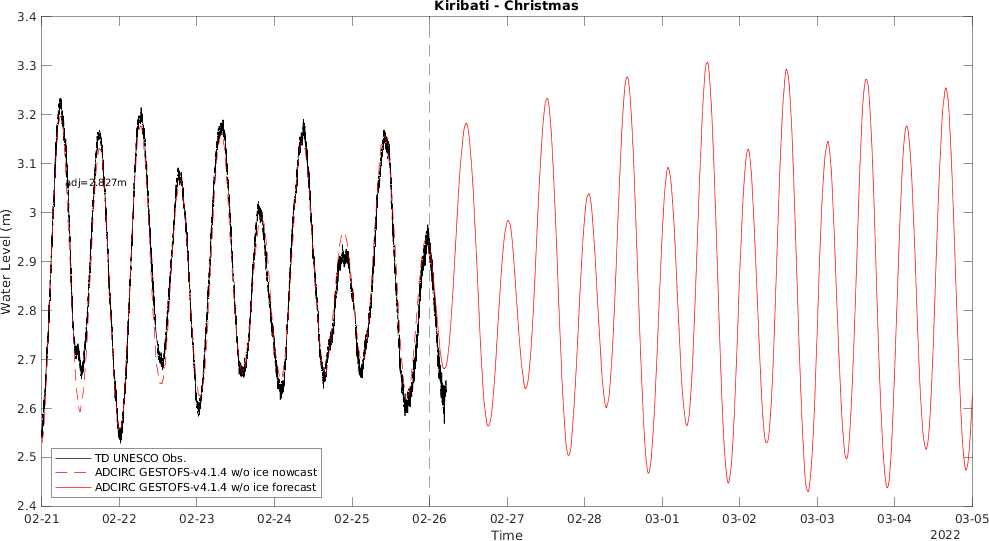 Kiribati - Christmas
3.4
3.3
3.2
3.1
3
2.9
2.8
2.7
2.6
2.5
2.4
Water Level (m)
adj=2.827m
TD UNESCO Obs.
ADCIRC GESTOFS-v4.1.4 w/o ice nowcast
ADCIRC GESTOFS-v4.1.4 w/o ice forecast
02-21 02-22 02-23 02-24 02-25 02-26 02-27 02-28 03-01 03-02 03-03 03-04 03-05
Time
2022